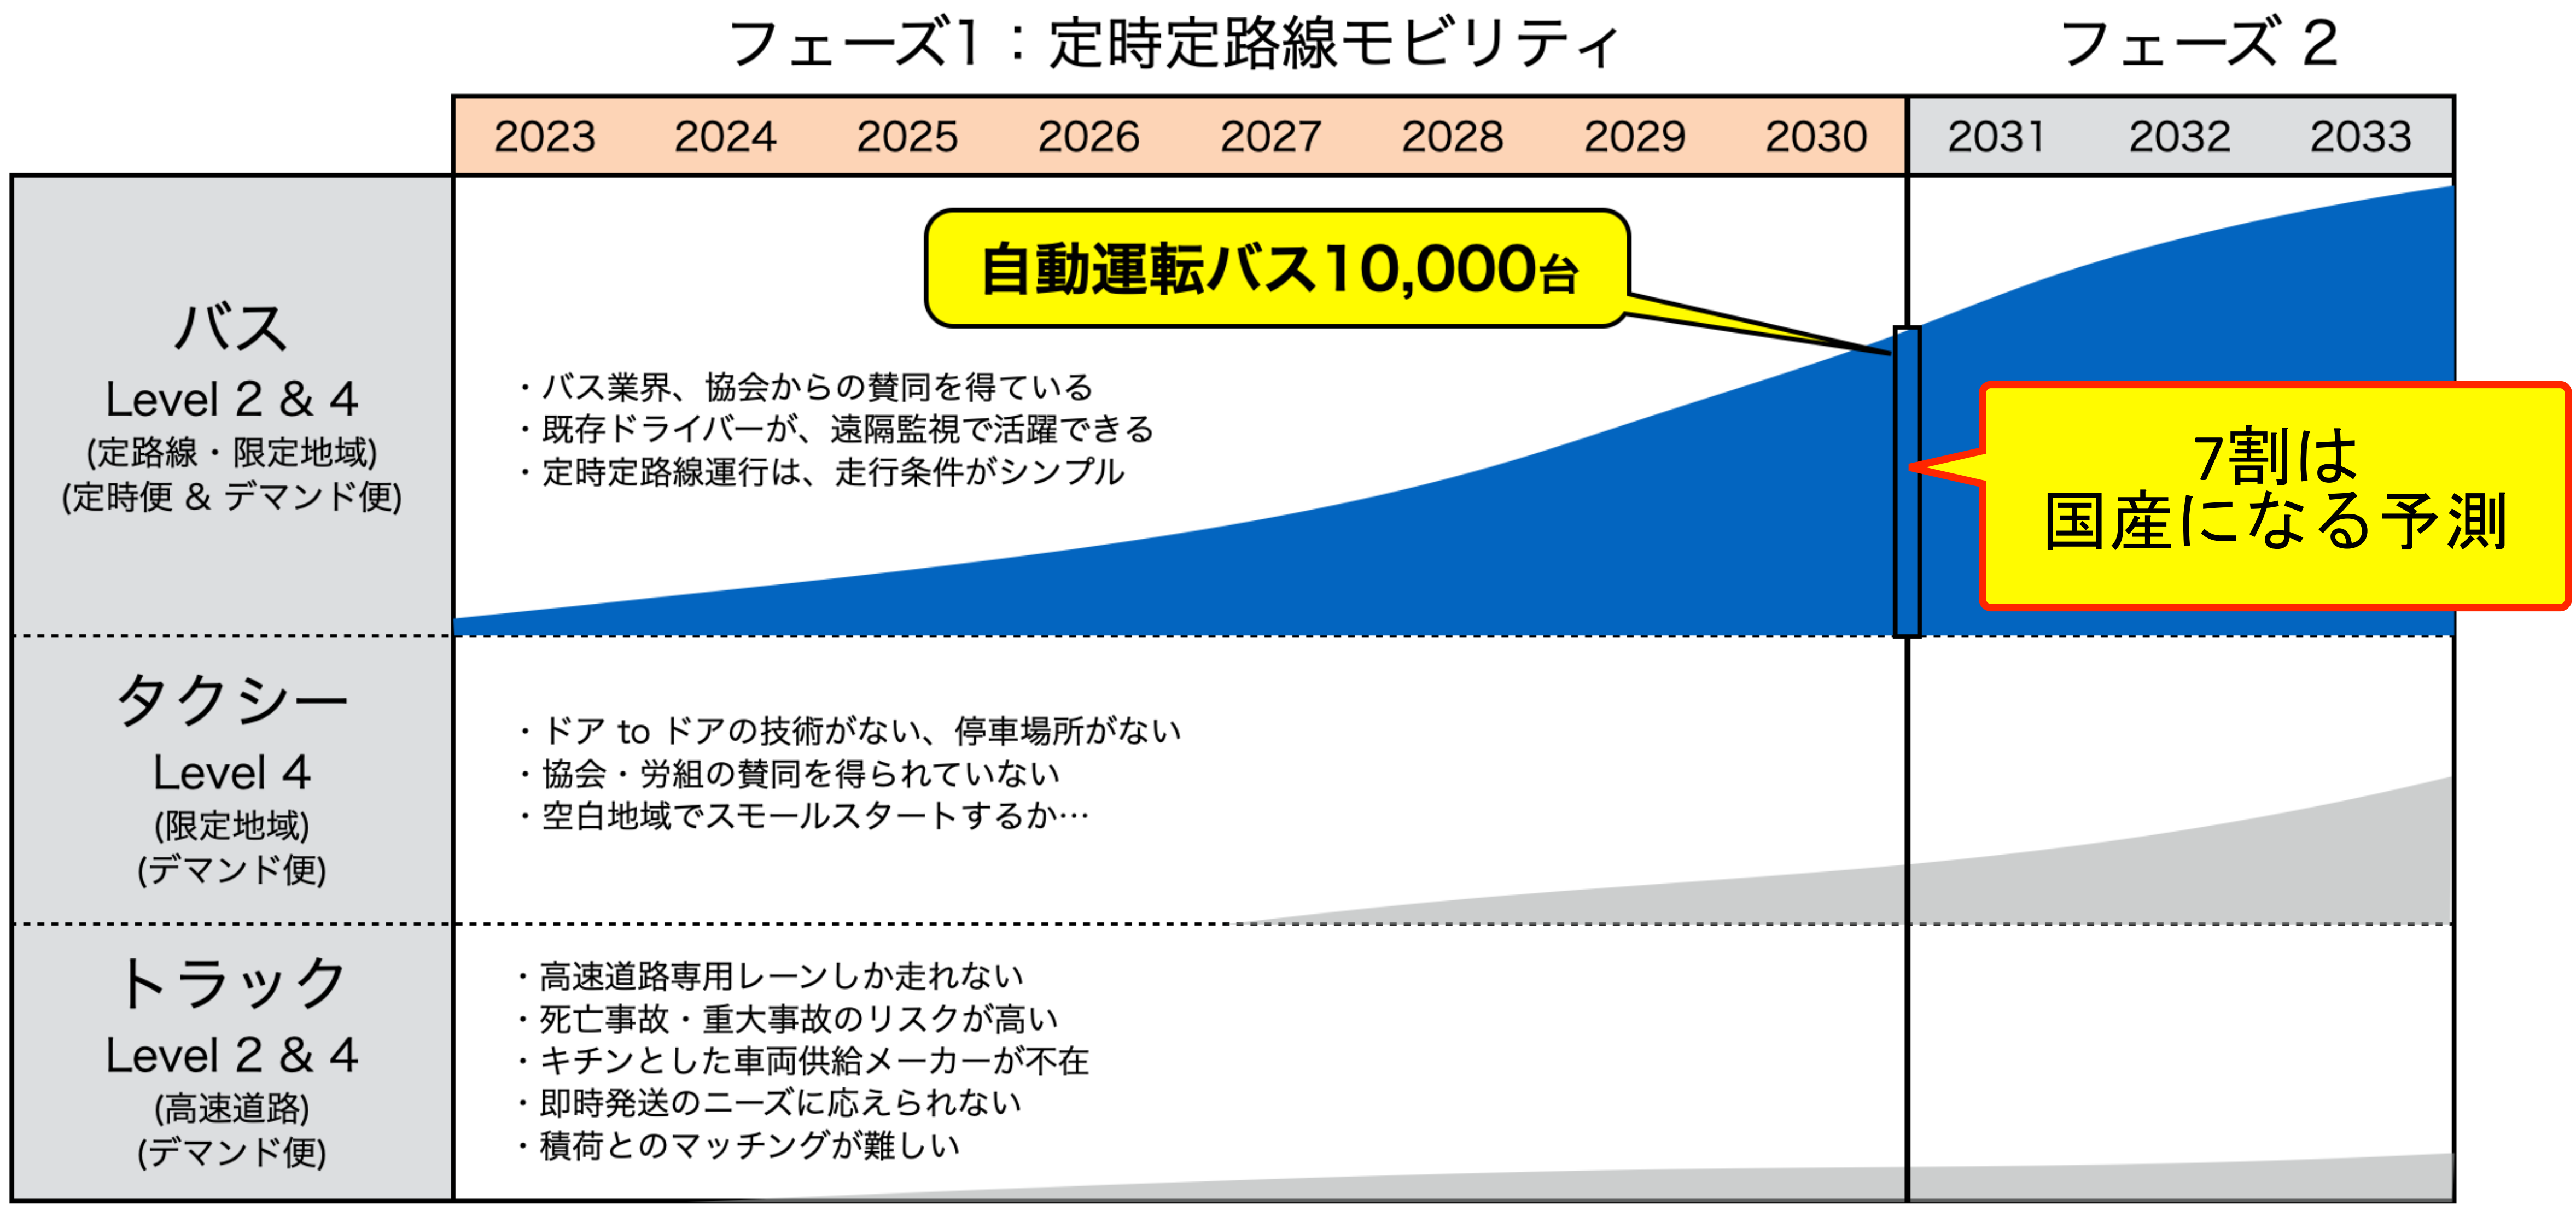 フェーズ1：定時定路線モビリティ
フェーズ 2
2023 2024 2025 2026 2027 2028 2029 2030 2031 2032 2033
バス
Level 2 & 4
(定路線・限定地域)
(定時便 & デマンド便)
自動運転バス10,000台
・バス業界、協会からの賛同を得ている
・既存ドライバーが、遠隔監視で活躍できる
・定時定路線運行は、走行条件がシンプル
7割は
国産になる予測
タクシー
Level 4
(限定地域)
(デマンド便)
・ドア to ドアの技術がない、停車場所がない
・協会・労組の賛同を得られていない
・空白地域でスモールスタートするか…
トラック
Level 2 & 4
(高速道路)
(デマンド便)
・高速道路専用レーンしか走れない
・死亡事故・重大事故のリスクが高い
・キチンとした車両供給メーカーが不在
・即時発送のニーズに応えられない
・積荷とのマッチングが難しい